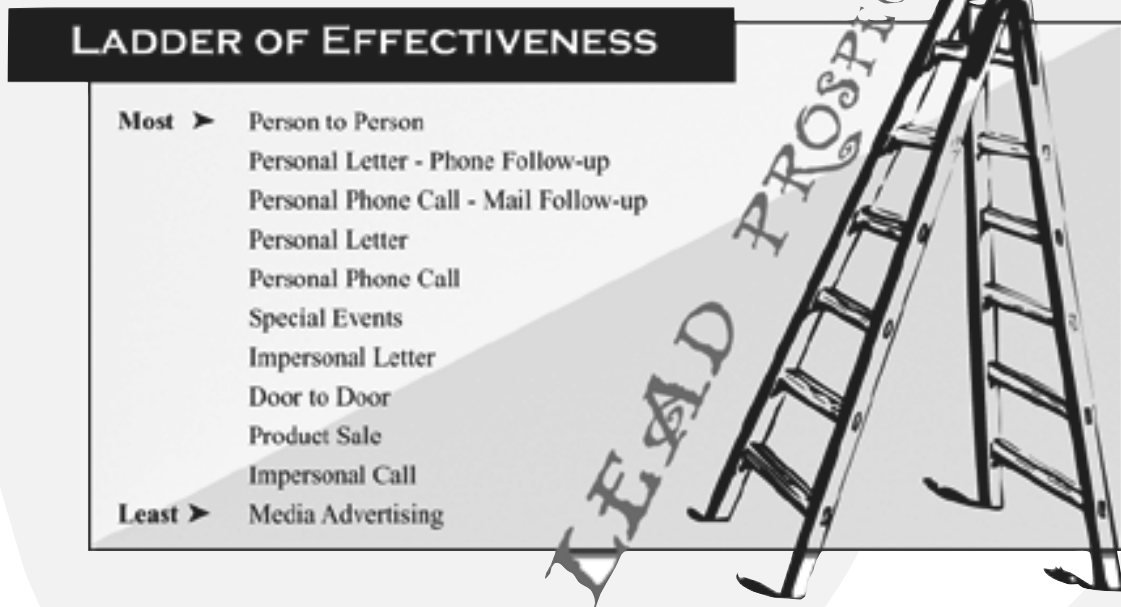 LADDER OF EFFECTIVENESS
Most ➤ Person to Person
Personal Letter - Phone Follow-up
Personal Phone Call - Mail Follow-up
Personal Letter
Personal Phone Call
Special Events
Impersonal Letter
Door to Door
Product Sale
Impersonal Call
Least ➤ Media Advertising
LEAD